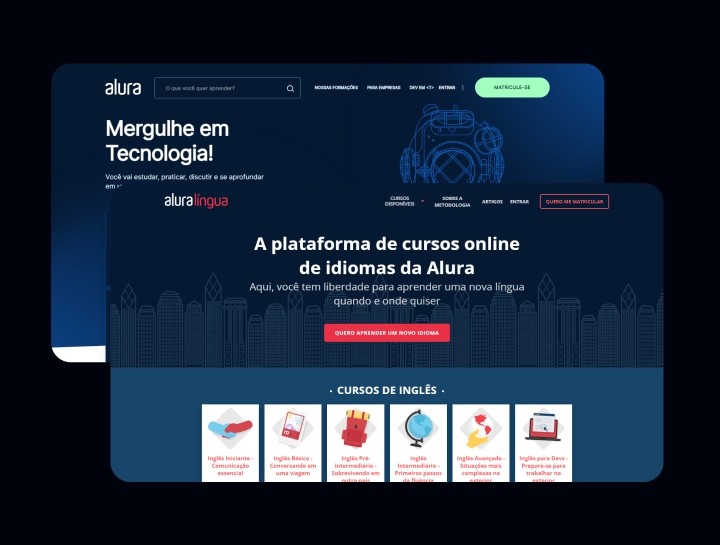 alura
O que você quer aprender?
NOSSAS FORMAÇÕES
PARA EMPRESAS
DEV EM <T>
ENTRAR
MATRICULE-SE
Mergulhe em
Tecnologia!
Você vai estudar, praticar, discutir e se aprofundar
em
aluralíngua
CURSOS
DISPONÍVEIS
SOBRE A
METODOLOGIA
ARTIGOS
ENTRAR
QUERO ME MATRICULAR
A plataforma de cursos online
de idiomas da Alura
Aqui, você tem liberdade para aprender uma nova língua
quando e onde quiser
QUERO APRENDER UM NOVO IDIOMA
· CURSOS DE INGLÊS ·
Inglês Iniciante -
Comunicação
essencial
Inglês Básico -
Conversando em
uma viagem
Inglês Pré-
intermediário -
Sobrevivendo em
outro país
Inglês
Intermediário -
Primeiros passos
da fluência
Inglês Avançado -
Situações mais
complexas no
exterior
Inglês para Devs -
Prepare-se para
trabalhar no
exterior